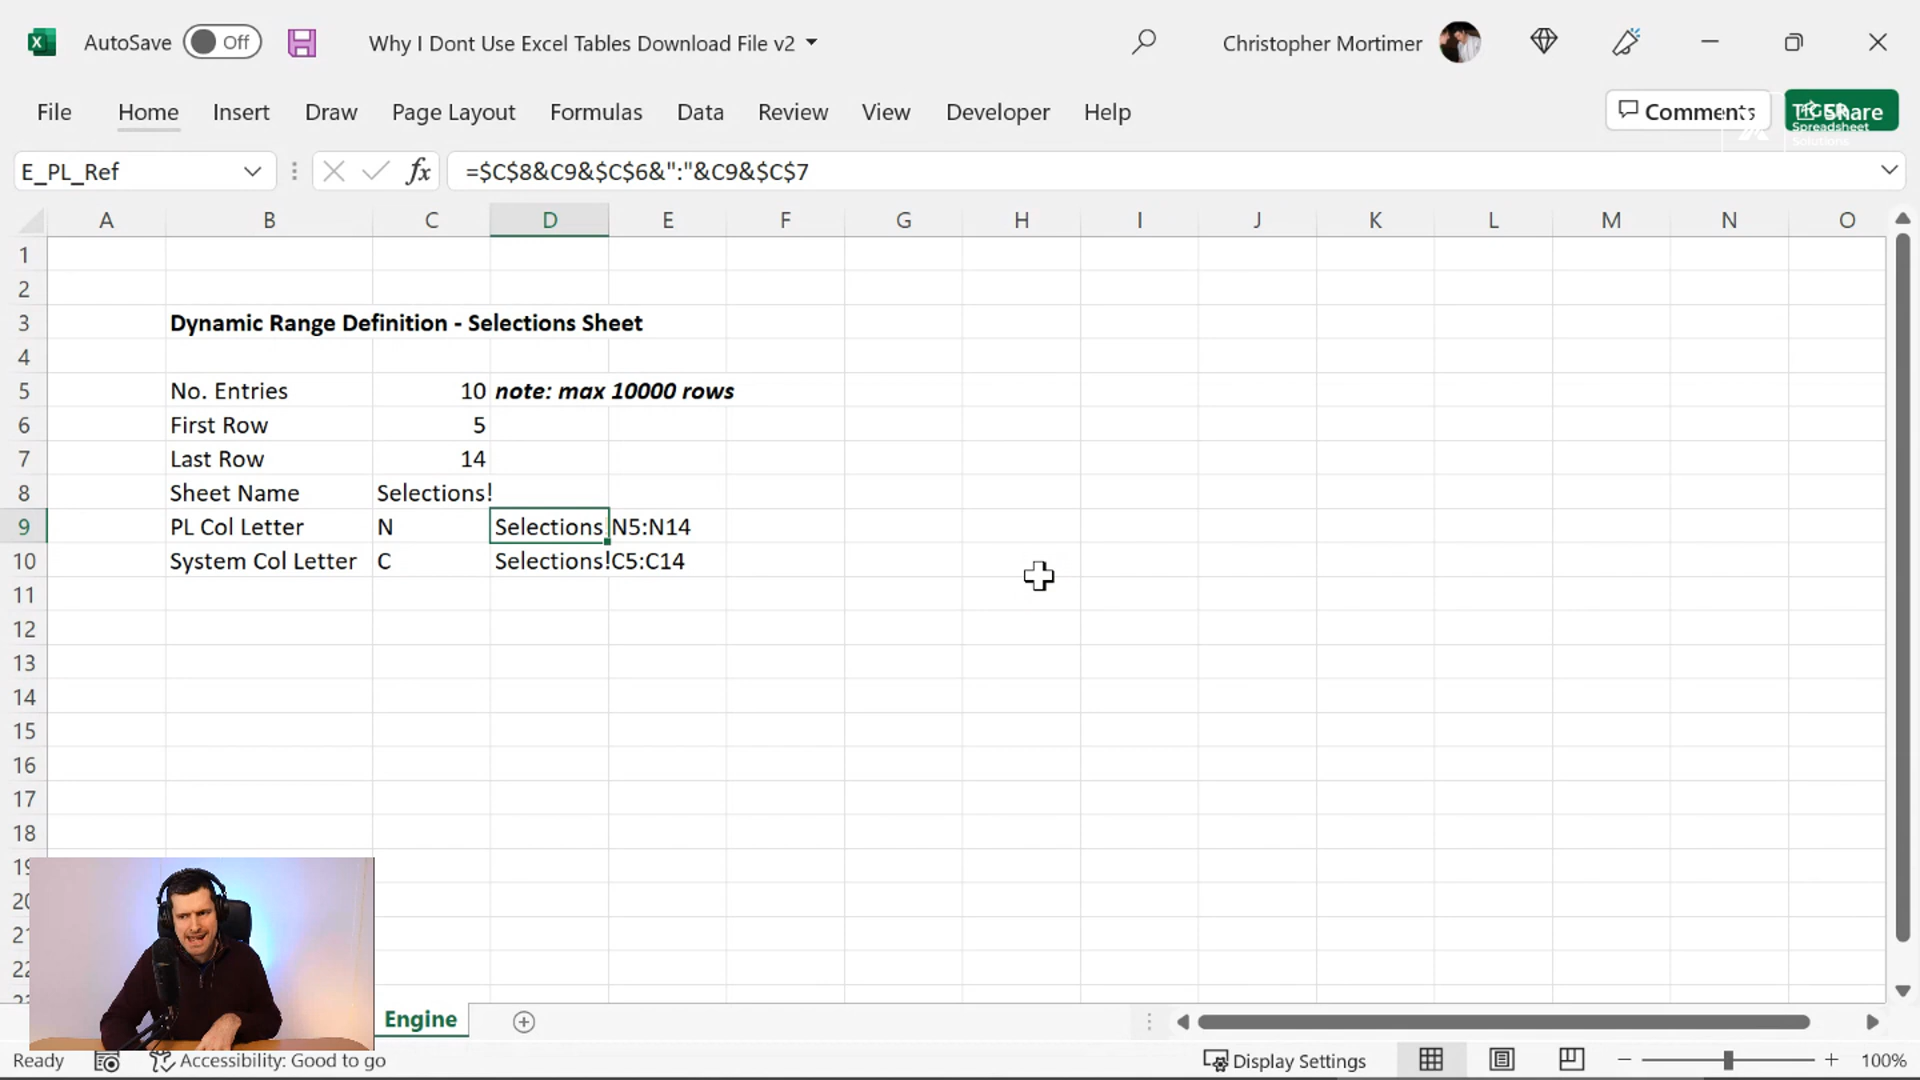 AutoSave Off Why I Dont Use Excel Tables Download File v2 Christopher Mortimer
File Home Insert Draw Page Layout Formulas Data Review View Developer Help Comments Share
TIGER
Spreadsheet
Solutions
E_PL_Ref fx =$C$8&C9&$C$6&":"&C9&$C$7
A B C D E F G H I J K L M N O
1
2
3 Dynamic Range Definition - Selections Sheet
4
5 No. Entries 10 note: max 10000 rows
6 First Row 5
7 Last Row 14
8 Sheet Name Selections!
9 PL Col Letter N Selections!N5:N14
10 System Col Letter C Selections!C5:C14
11
12
13
14
15
16
17
18
19
20
21
22
Engine
Ready Accessibility: Good to go Display Settings 100%